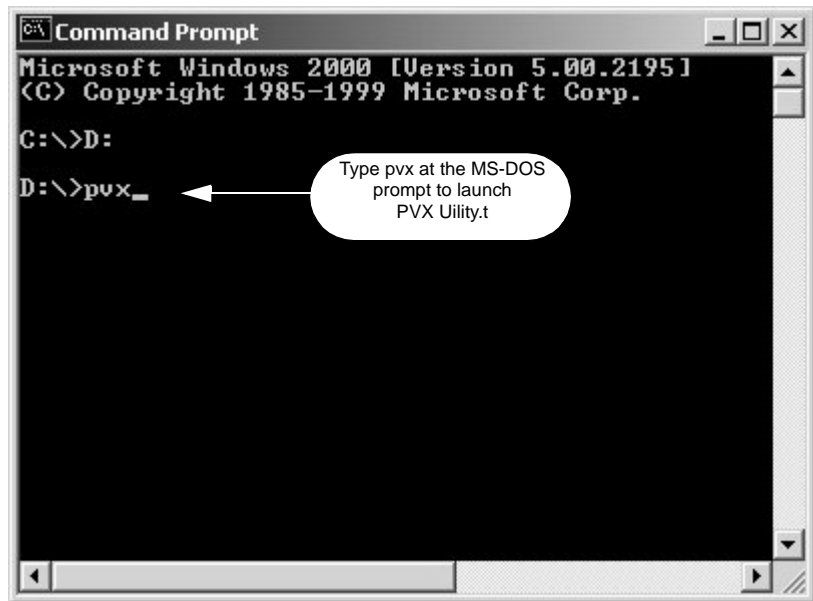 Command Prompt
Microsoft Windows 2000 [Version 5.00.2195]
(C) Copyright 1985-1999 Microsoft Corp.
C:\>D:
D:\>pvx_
Type pvx at the MS-DOS
prompt to launch
PVX Uility.t